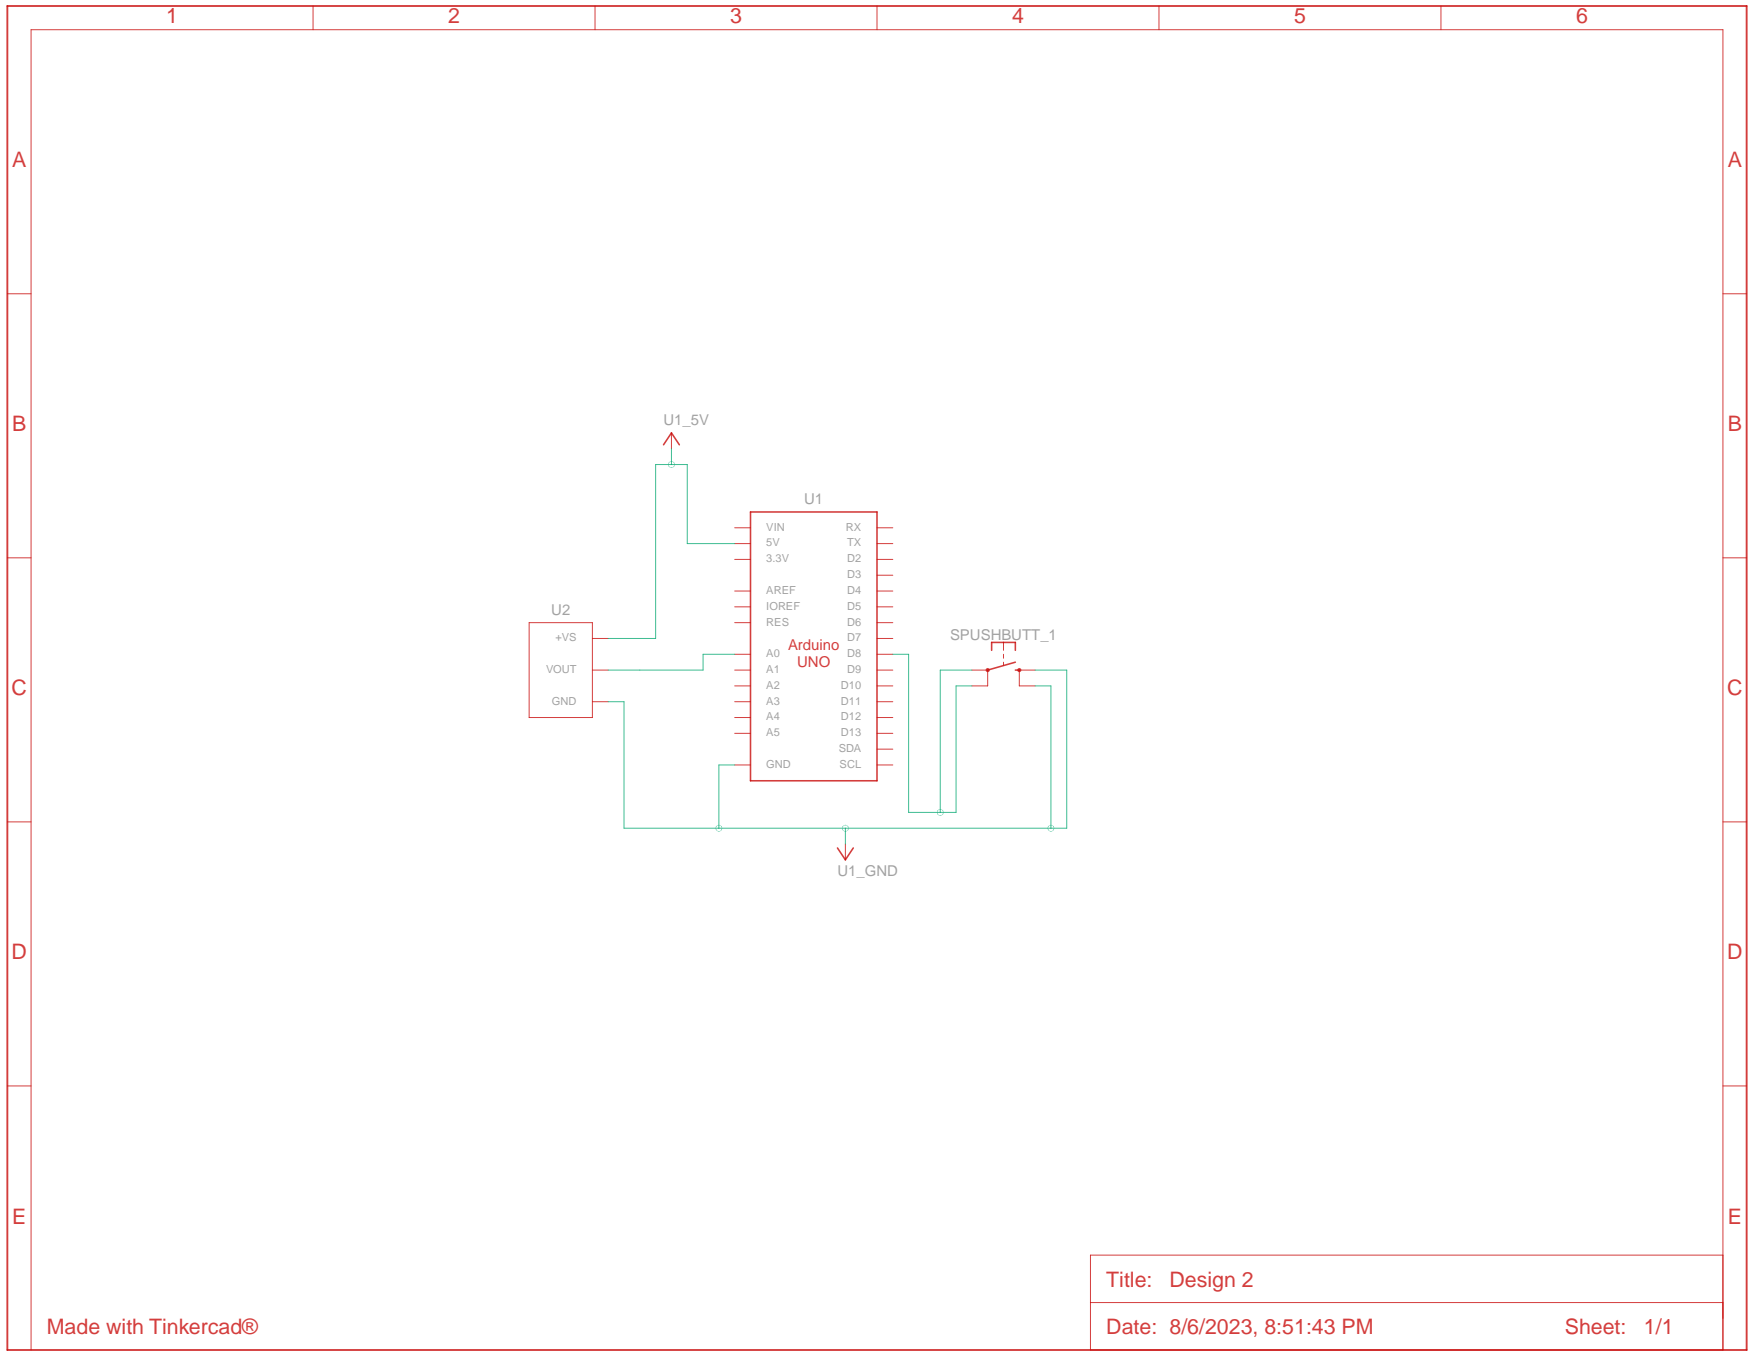 1 2 3 4 5 6
A A
B B
U1_5V
U1
VIN RX
5V TX
3.3V D2
D3
AREF D4
IOREF D5
RES D6
D7
A0 D8
A1 D9
A2 D10
A3 D11
A4 D12
A5 D13
SDA
GND SCL
Arduino
UNO
U2
+VS
VOUT
GND
SPUSHBUTT_1
C C
U1_GND
D D
E E
Title: Design 2
Made with Tinkercad®
Date: 8/6/2023, 8:51:43 PM Sheet: 1/1